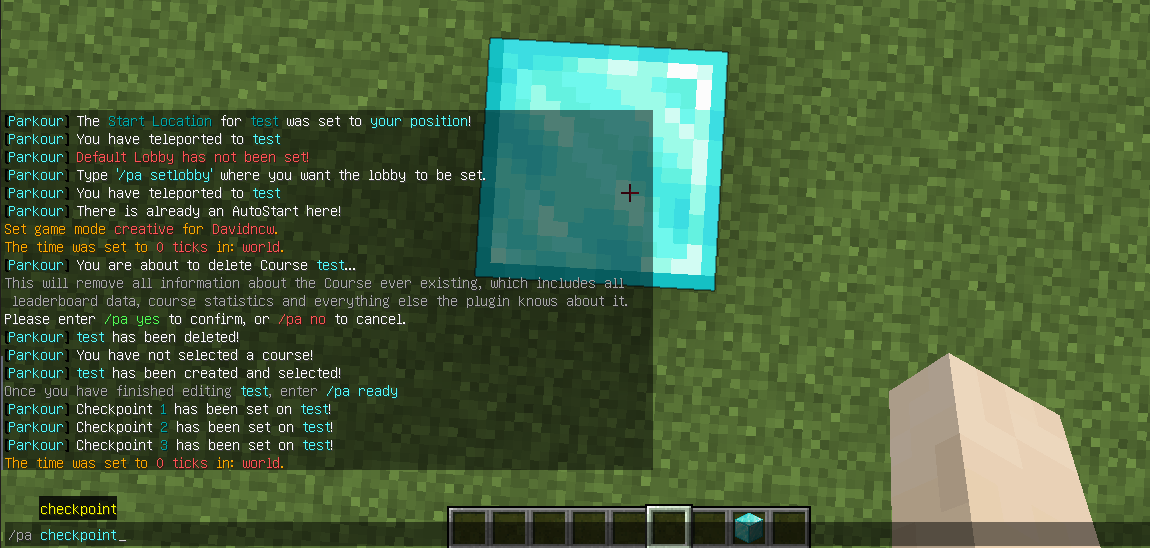 [Parkour] The Start Location for test was set to your position!
[Parkour] You have teleported to test
[Parkour] Default Lobby has not been set!
[Parkour] Type '/pa setlobby' where you want the lobby to be set.
[Parkour] You have teleported to test
[Parkour] There is already an AutoStart here!
Set game mode creative for Davidncw.
The time was set to 0 ticks in: world.
[Parkour] You are about to delete Course test...
This will remove all information about the Course ever existing, which includes all
leaderboard data, course statistics and everything else the plugin knows about it.
Please enter /pa yes to confirm, or /pa no to cancel.
[Parkour] test has been deleted!
[Parkour] You have not selected a course!
[Parkour] test has been created and selected!
Once you have finished editing test, enter /pa ready
[Parkour] Checkpoint 1 has been set on test!
[Parkour] Checkpoint 2 has been set on test!
[Parkour] Checkpoint 3 has been set on test!
The time was set to 0 ticks in: world.
checkpoint
/pa checkpoint_